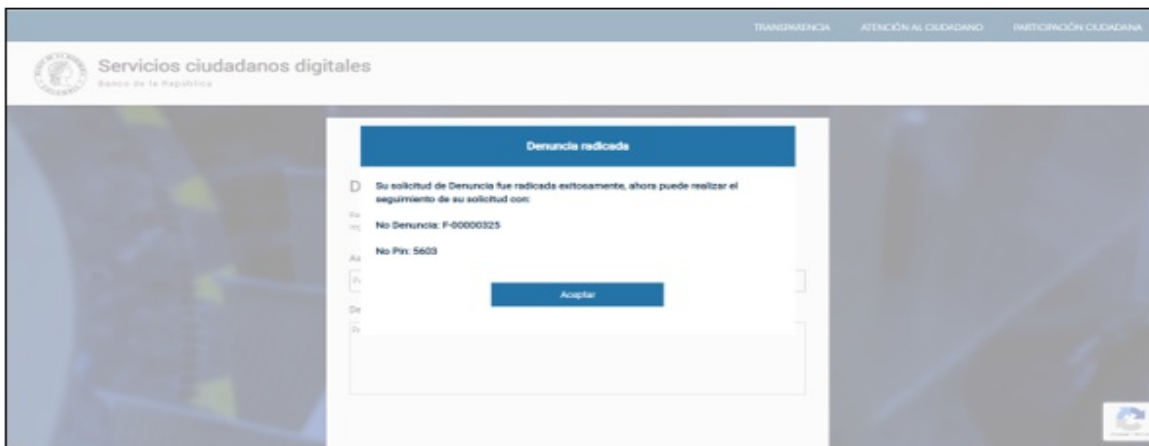 TRANSPARENCIA ATENCIÓN AL CIUDADANO PARTICIPACIÓN CIUDADANA
Servicios ciudadanos digitales
Banco de la República
Denuncia radicada
D
Su solicitud de Denuncia fue radicada exitosamente, ahora puede realizar el
seguimiento de su solicitud con:
No Denuncia: F-00000325
No Pin: 5603
Aceptar
De